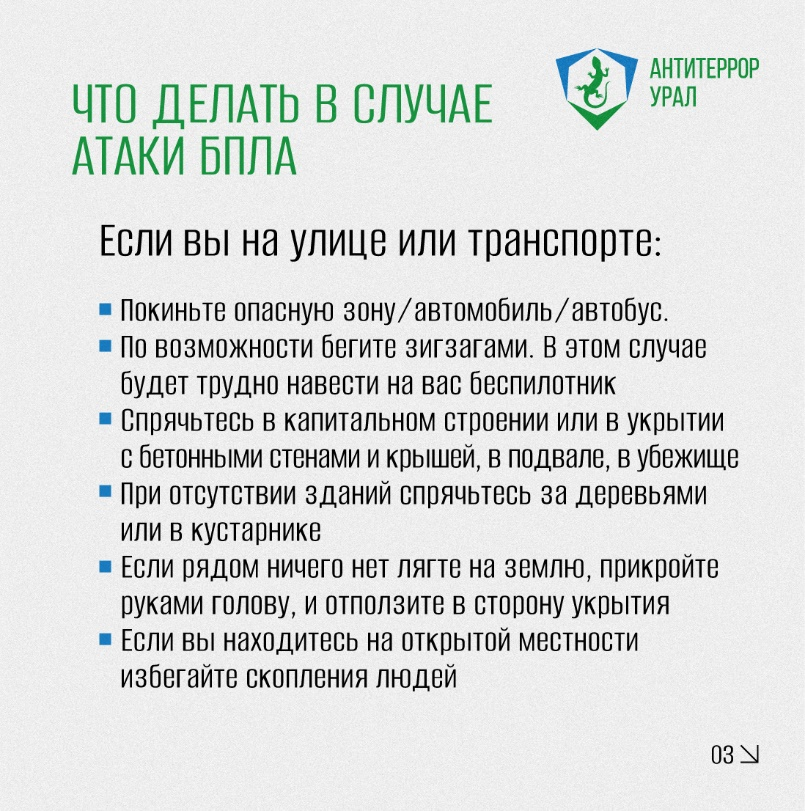 ЧТО ДЕЛАТЬ В СЛУЧАЕ
АТАКИ БПЛА
АНТИТЕРРОР
УРАЛ
Если вы на улице или транспорте:
Покиньте опасную зону/автомобиль/автобус.
По возможности бегите зигзагами. В этом случае
будет трудно навести на вас беспилотник
Спрячьтесь в капитальном строении или в укрытии
с бетонными стенами и крышей, в подвале, в убежище
При отсутствии зданий спрячьтесь за деревьями
или в кустарнике
Если рядом ничего нет лягте на землю, прикройте
руками голову, и отползите в сторону укрытия
Если вы находитесь на открытой местности
избегайте скопления людей
03